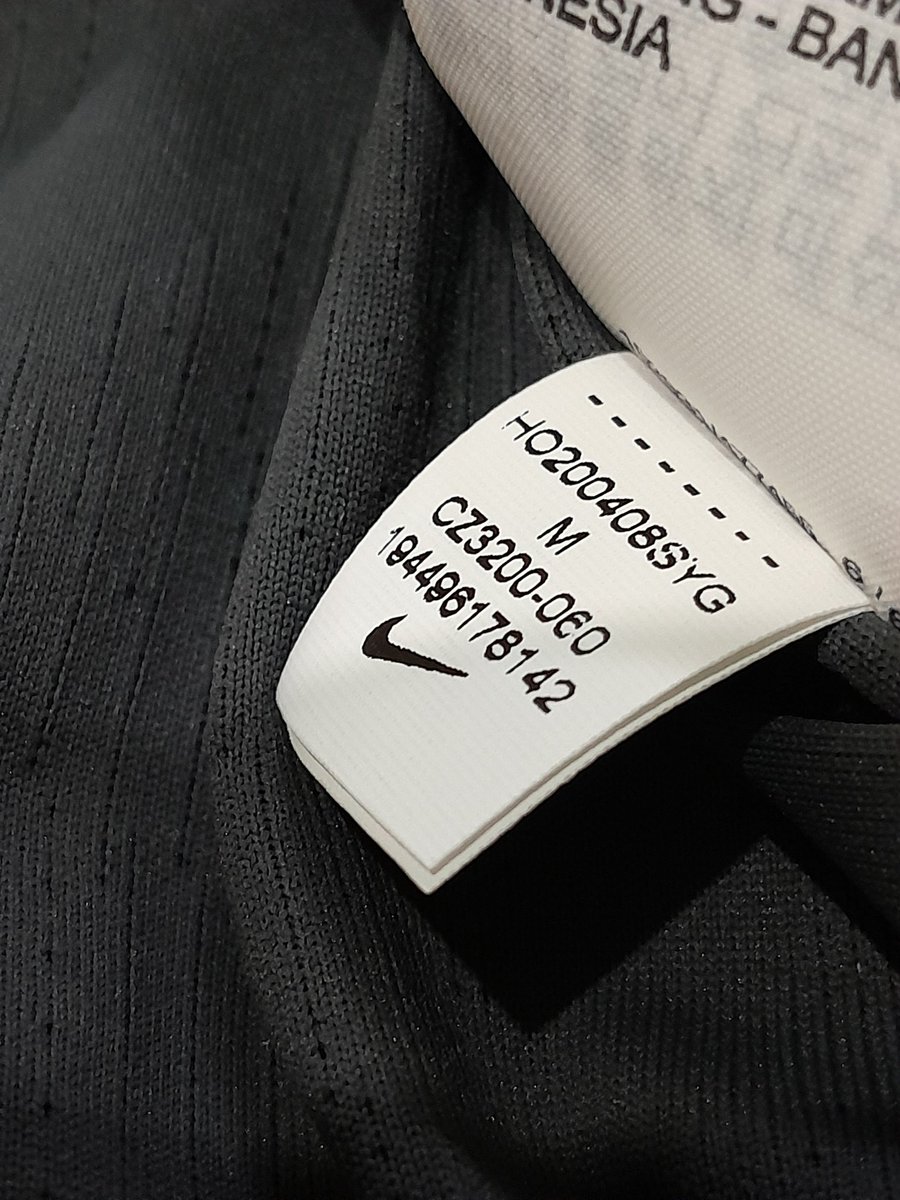 - BAN
ESIA
HO200408SYG
M
CZ3200-060
194496178142